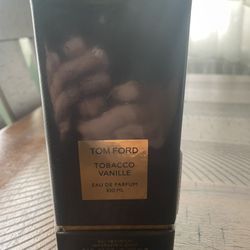 TOM FORD
TOBACCO
VANILLE
EAU DE PARFUM
100 ML